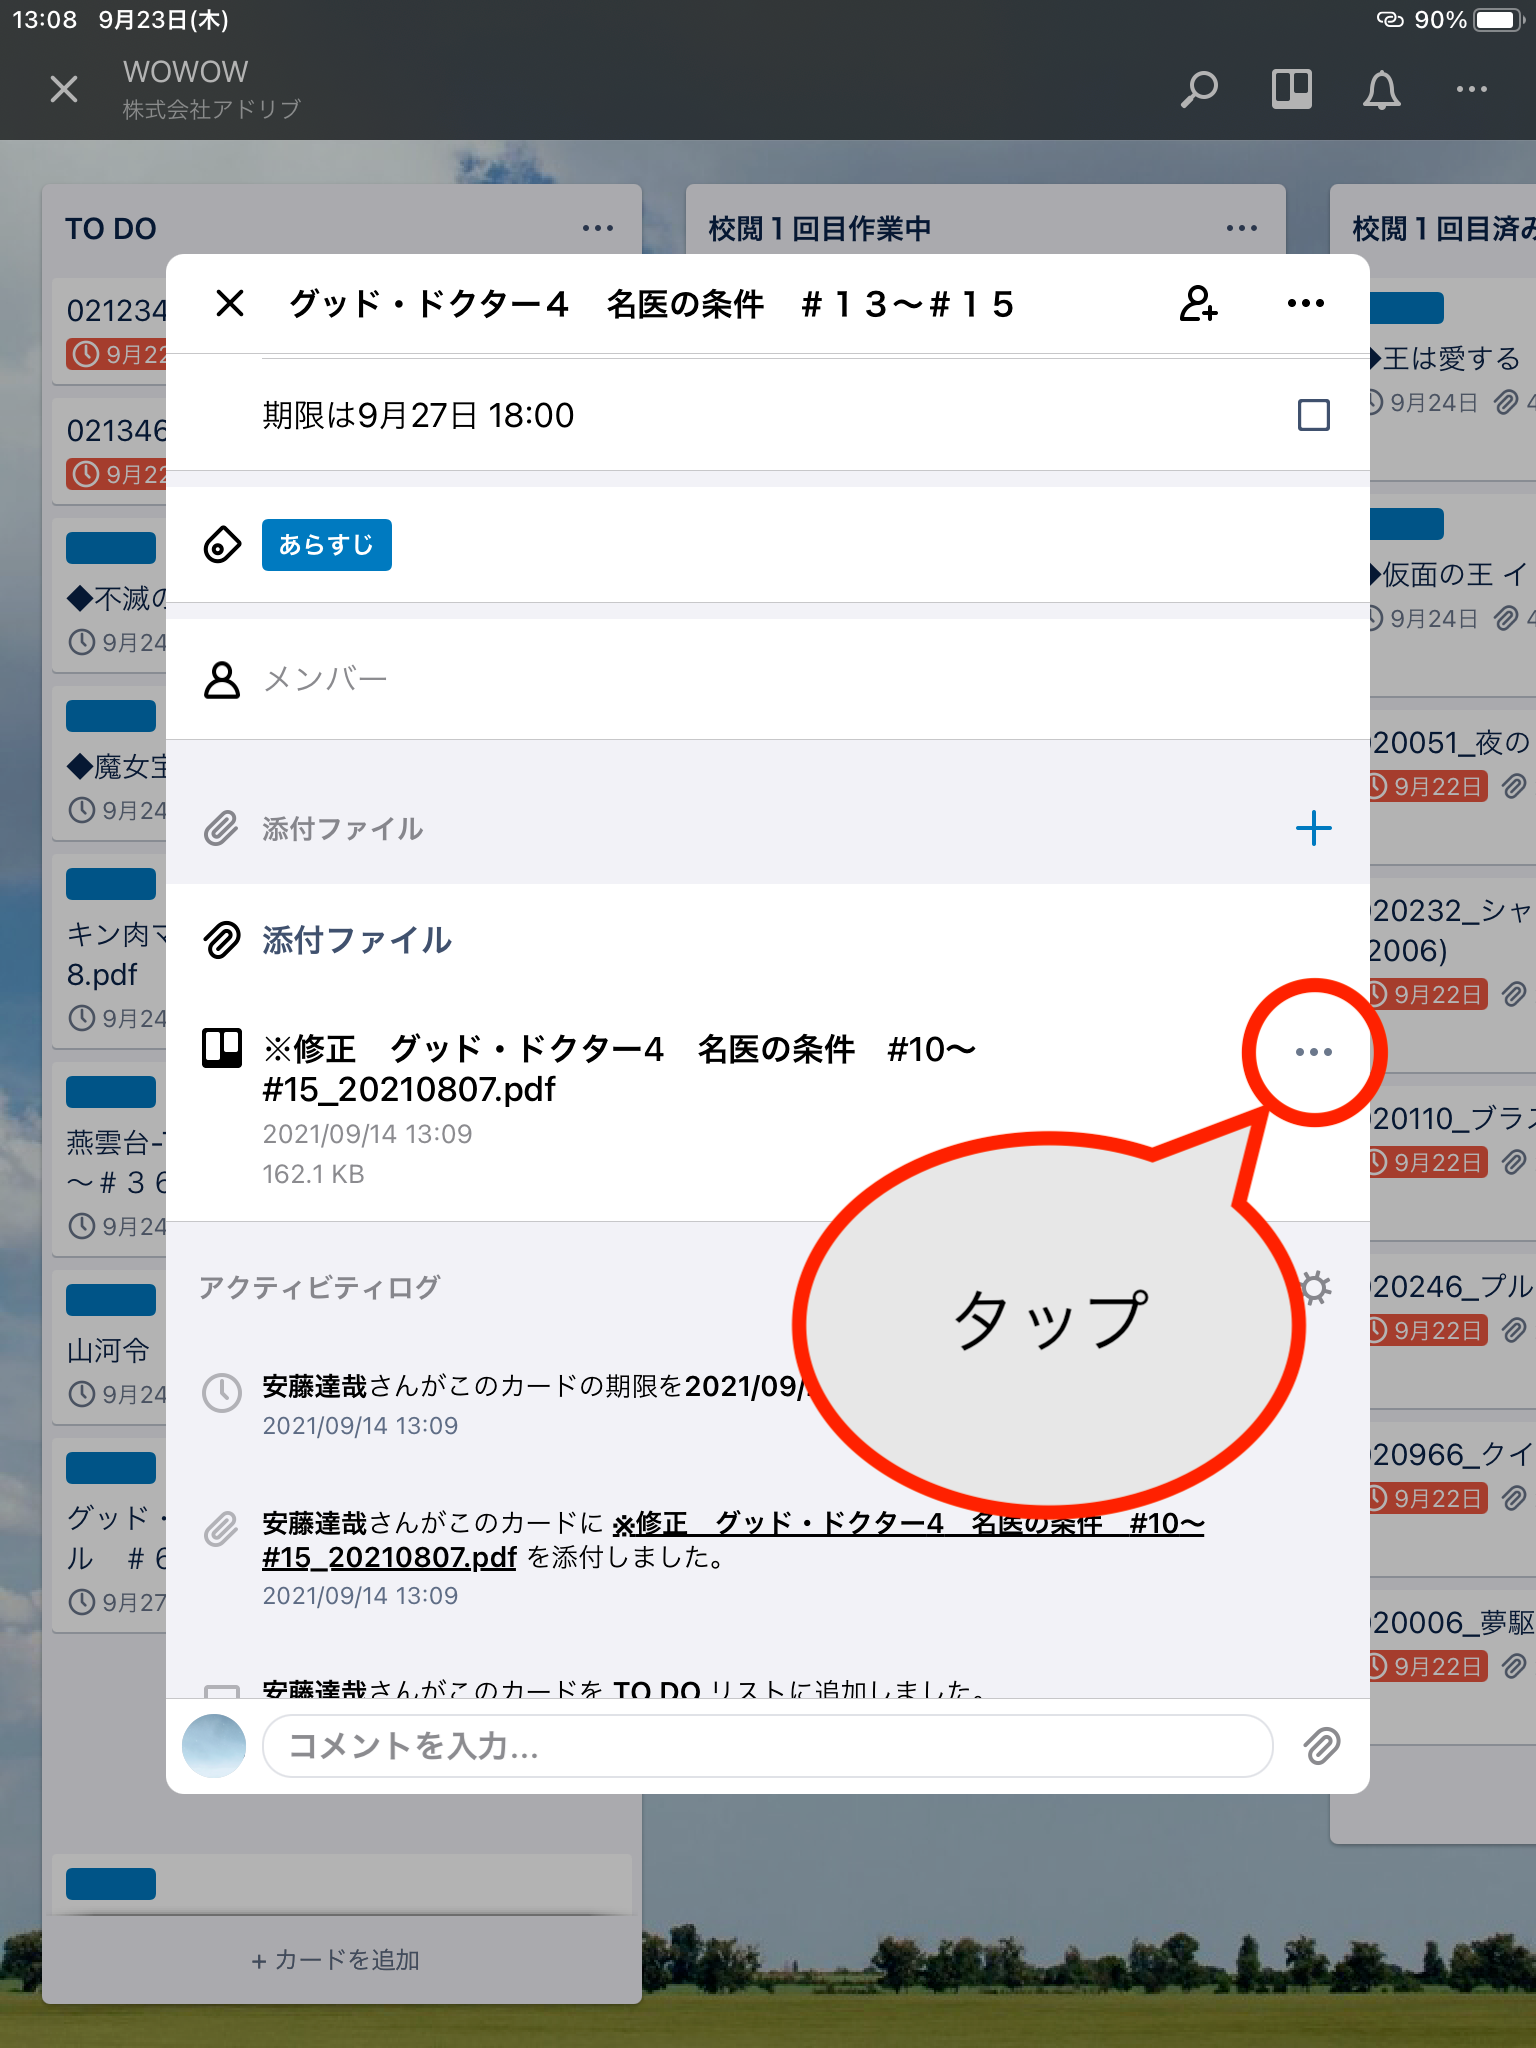 13:08 9月23日(木)
90%
WOWOW
株式会社アドリブ
TO DO
校閲１回目作業中
校閲１回目済み
021234
9月22
021346
9月22
◆不滅の
9月24
◆魔女宝
9月24
キン肉マ
8.pdf
9月24
燕雲台-
〜＃３６
9月24
山河令
9月24
グッド・
ル ＃６
9月27
+ カードを追加
グッド・ドクター４　名医の条件　＃１３〜＃１５
期限は9月27日 18:00
あらすじ
メンバー
添付ファイル
添付ファイル
※修正　グッド・ドクター4　名医の条件　#10〜
#15_20210807.pdf
2021/09/14 13:09
162.1 KB
タップ
アクティビティログ
安藤達哉さんがこのカードの期限を2021/09/
2021/09/14 13:09
安藤達哉さんがこのカードに ※修正　グッド・ドクター4　名医の条件　#10〜
#15_20210807.pdf を添付しました。
2021/09/14 13:09
安藤達哉さんがこのカードを TO DO リストに追加しました。
コメントを入力...
◆王は愛する
9月24日 4
◆仮面の王 イ
9月24日 4
020051_夜の
9月22日
020232_シャ
2006)
9月22日
020110_ブラス
9月22日
020246_プル
9月22日
020966_クイ
9月22日
020006_夢駆
9月22日